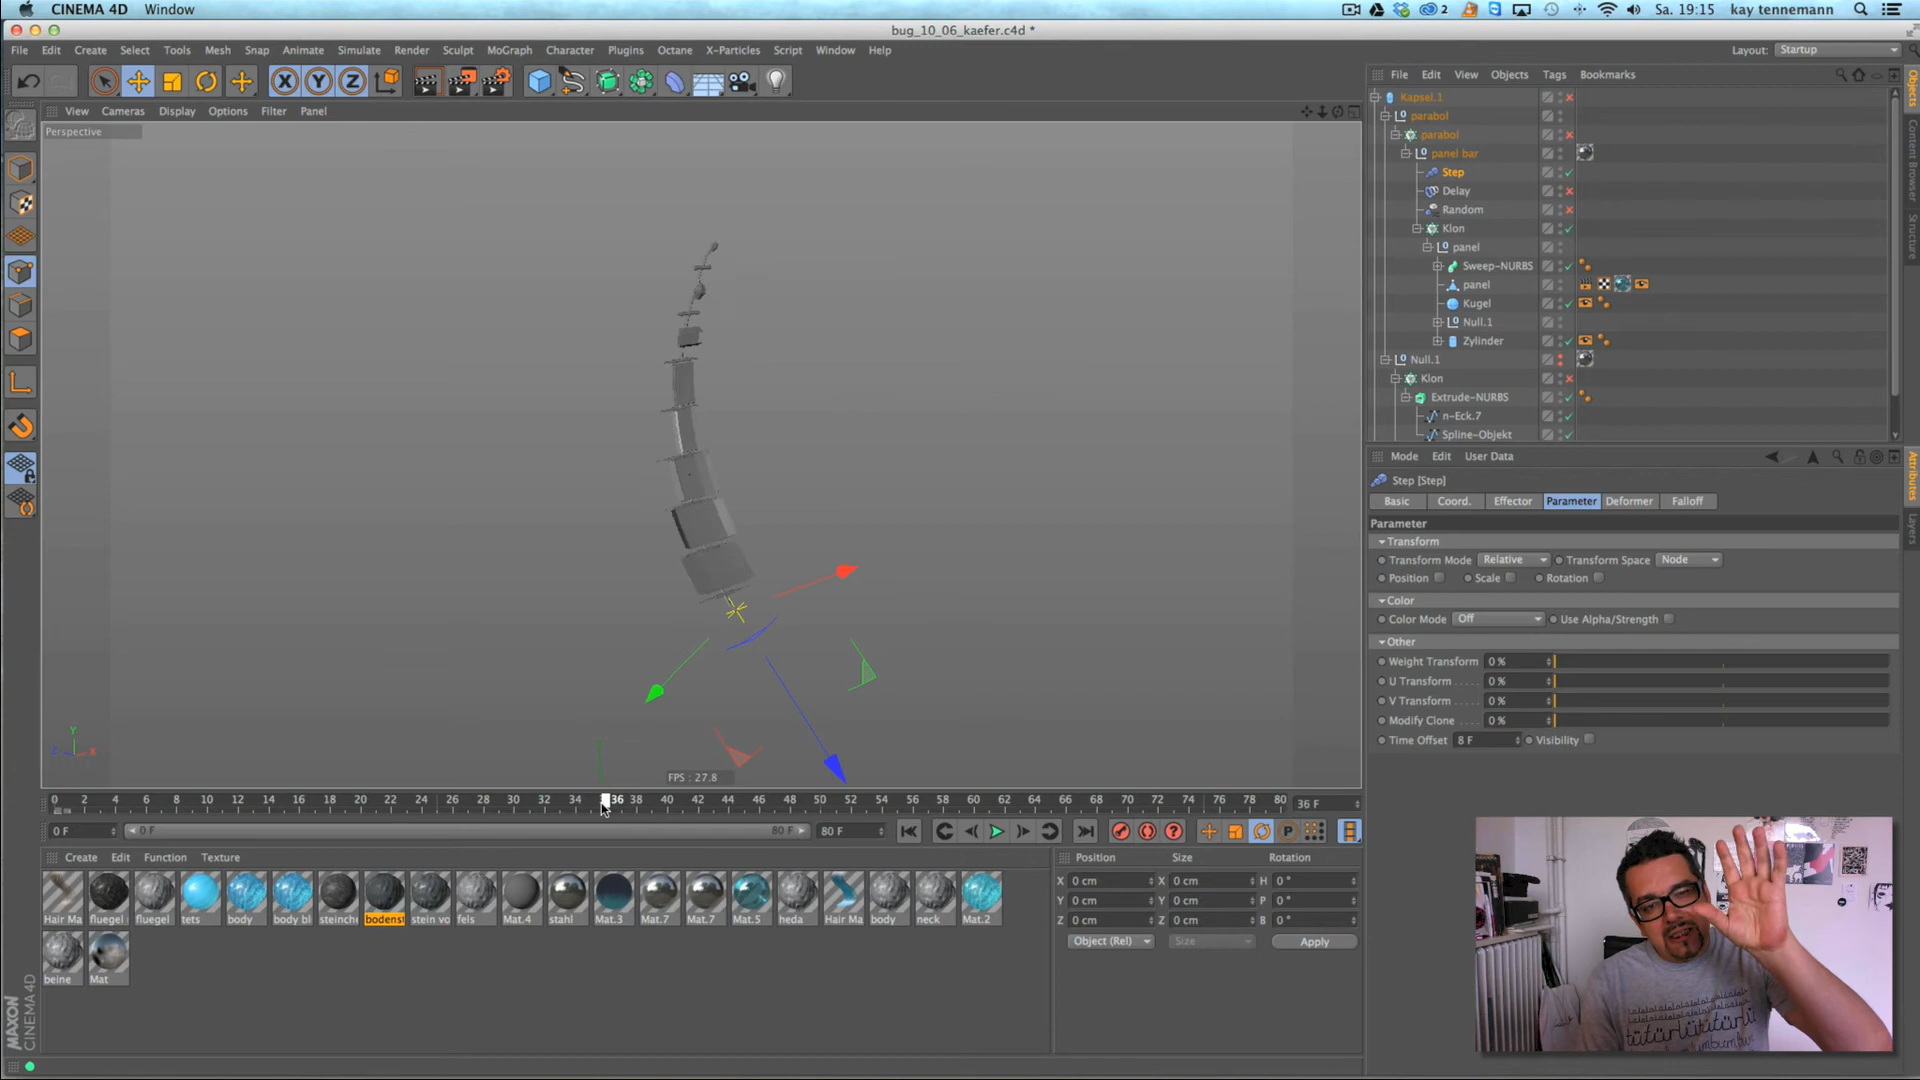 CINEMA 4D Window
2 Sa. 19:15 kay tennemann
bug_10_06_kaefer.c4d *
File Edit Create Select Tools Mesh Snap Animate Simulate Render Sculpt MoGraph Character Plugins Octane X-Particles Script Window Help Layout: Startup
X Y Z
File Edit View Objects Tags Bookmarks
View Cameras Display Options Filter Panel
Perspective
Kapsel.1
parabol
parabol
panel bar
Step
Delay
Random
Klon
panel
Sweep-NURBS
panel
Kugel
Null.1
Zylinder
Null.1
Klon
Extrude-NURBS
n-Eck.7
Spline-Objekt
Objects
Content Browser
Structure
Mode Edit User Data
Step [Step]
Basic Coord. Effector Parameter Deformer Falloff
Parameter
Transform
Transform Mode Relative Transform Space Node
Position Scale Rotation
Color
Color Mode Off Use Alpha/Strength
Other
Weight Transform 0 %
U Transform 0 %
V Transform 0 %
Modify Clone 0 %
Time Offset 8 F Visibility
Attributes
Layers
Y
Z X
FPS : 27.8
0 2 4 6 8 10 12 14 16 18 20 22 24 26 28 30 32 34 36 38 40 42 44 46 48 50 52 54 56 58 60 62 64 66 68 70 72 74 76 78 80 36 F
0 F 0 F 80 F 80 F
Create Edit Function Texture
Position Size Rotation
X 0 cm X 0 cm H 0 °
Y 0 cm Y 0 cm P 0 °
Z 0 cm Z 0 cm B 0 °
Object (Rel) Size Apply
Hair Ma fluegel fluegel tets body body bl steinche bodenst stein vo fels Mat.4 stahl Mat.3 Mat.7 Mat.7 Mat.5 heda Hair Ma body neck Mat.2
beine Mat
MAXON
CINEMA 4D